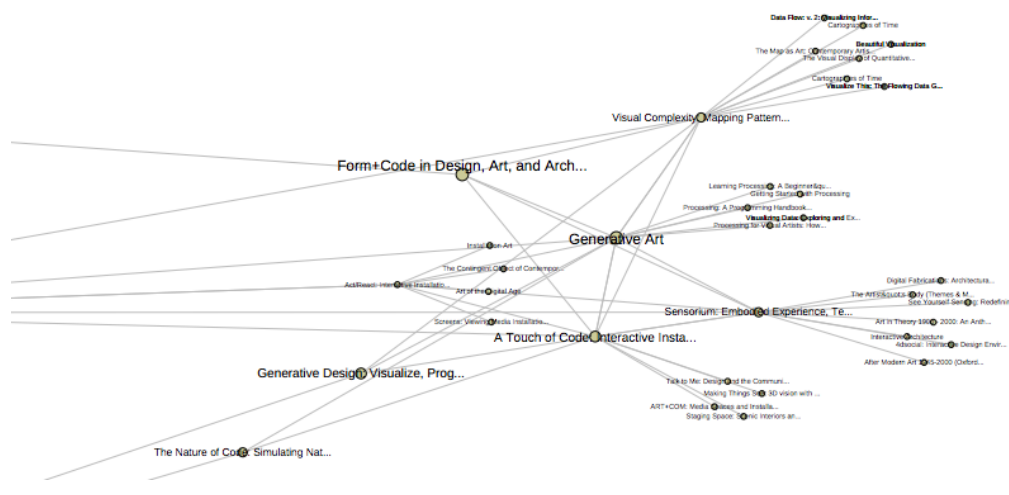 Data Flow: v. 2: Visualizing Infor...
Cartographies of Time
Beautiful Visualization
The Map as Art: Contemporary Artis...
The Visual Display of Quantitative...
Cartographies of Time
Visualize This: The Flowing Data G...
Visual Complexity: Mapping Pattern...
Form+Code in Design, Art, and Arch...
Learning Processing: A Beginner&qu...
Getting Started with Processing
Processing: A Programming Handbook...
Visualizing Data: Exploring and Ex...
Processing for Visual Artists: How...
Generative Art
Installation Art
The Contingent Object of Contempor...
Act/React: Interactive Installatio...
Art of the Digital Age
Digital Fabrications: Architectura...
The Artist&quot;s Body (Themes & M...
See Yourself Sensing: Redefinin
Sensorium: Embodied Experience, Te...
Screens: Viewing Media Installatio...
Art in Theory 1900 - 2000: An Anth...
A Touch of Code: Interactive Insta...
Interactive Architecture
4dsocial: Interactive Design Envir...
After Modern Art 1945-2000 (Oxford...
Generative Design: Visualize, Prog...
Talk to Me: Design and the Communi...
Making Things See: 3D vision with ...
ART+COM: Media Spaces and Installa...
Staging Space: Scenic Interiors an...
The Nature of Code: Simulating Nat...